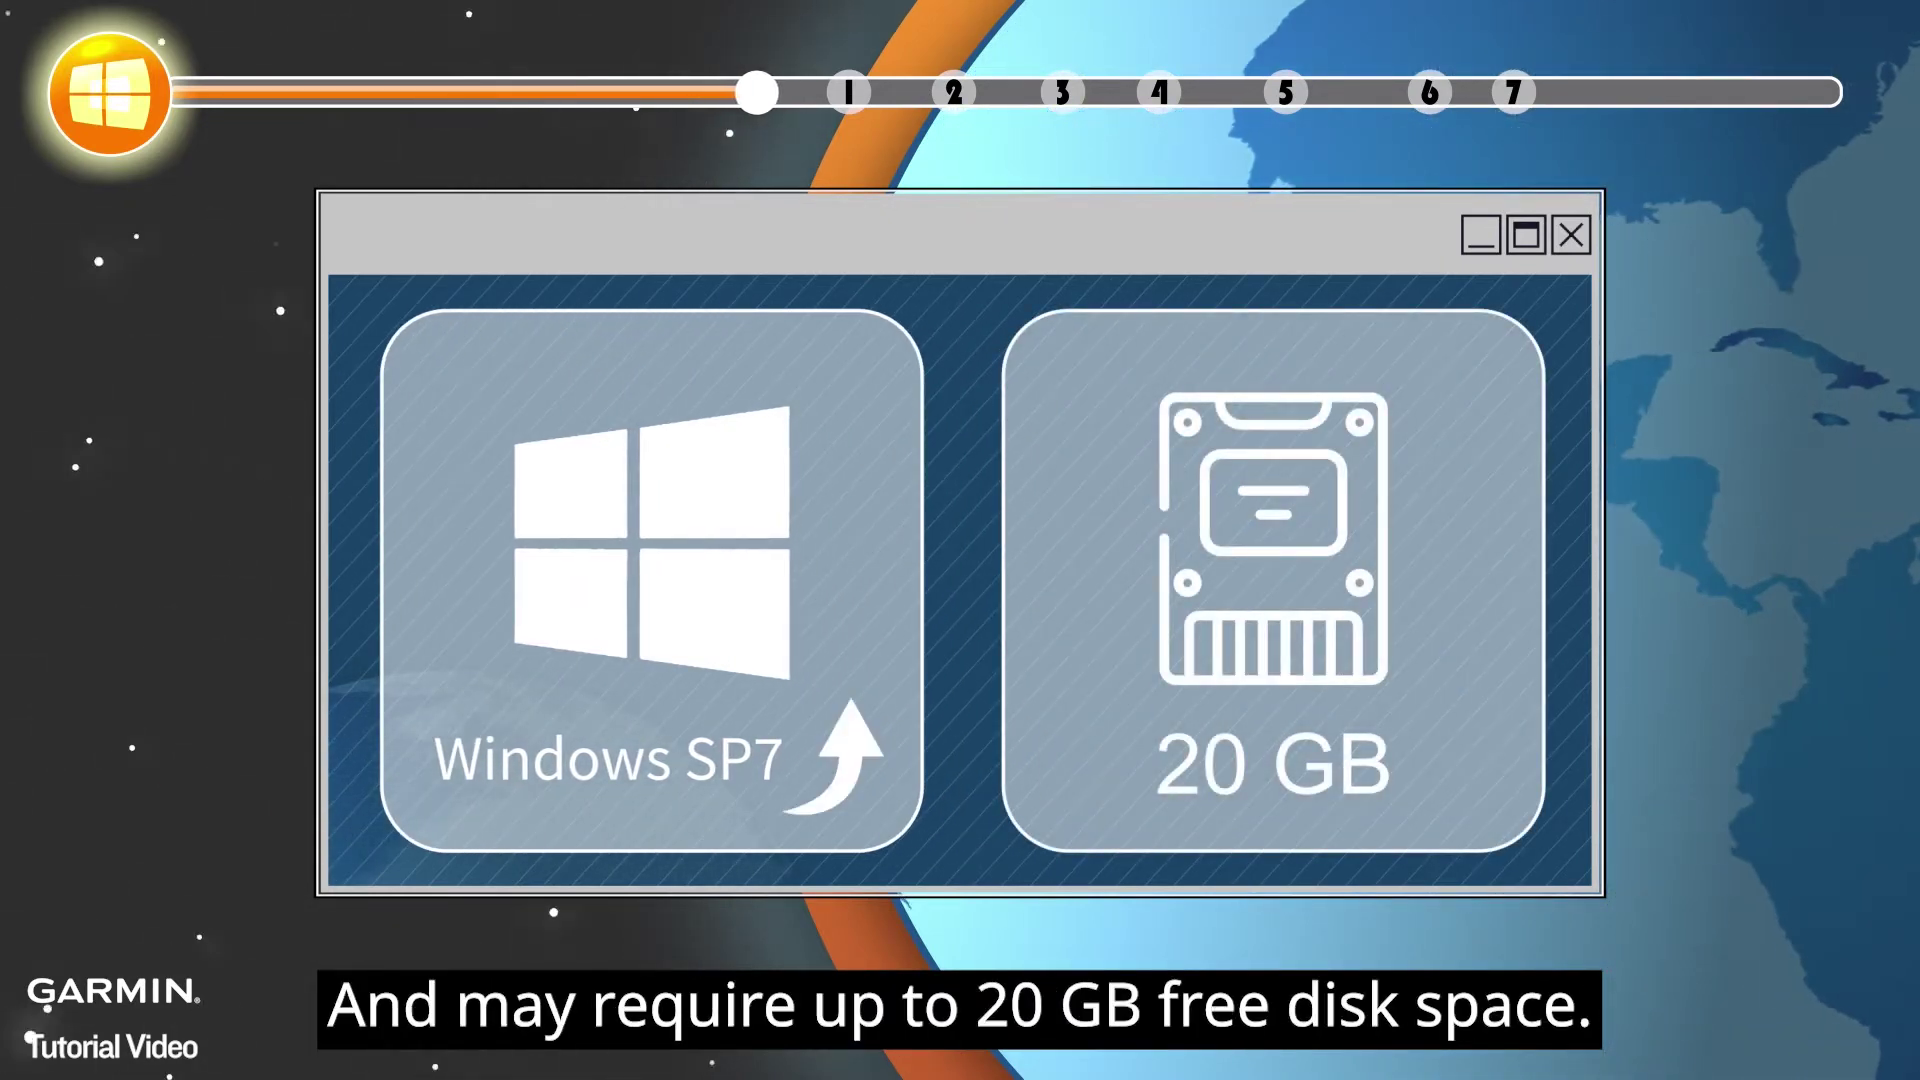 1 2 3 4 5 6 7
Windows SP7
20 GB
GARMIN®
Tutorial Video
And may require up to 20 GB free disk space.